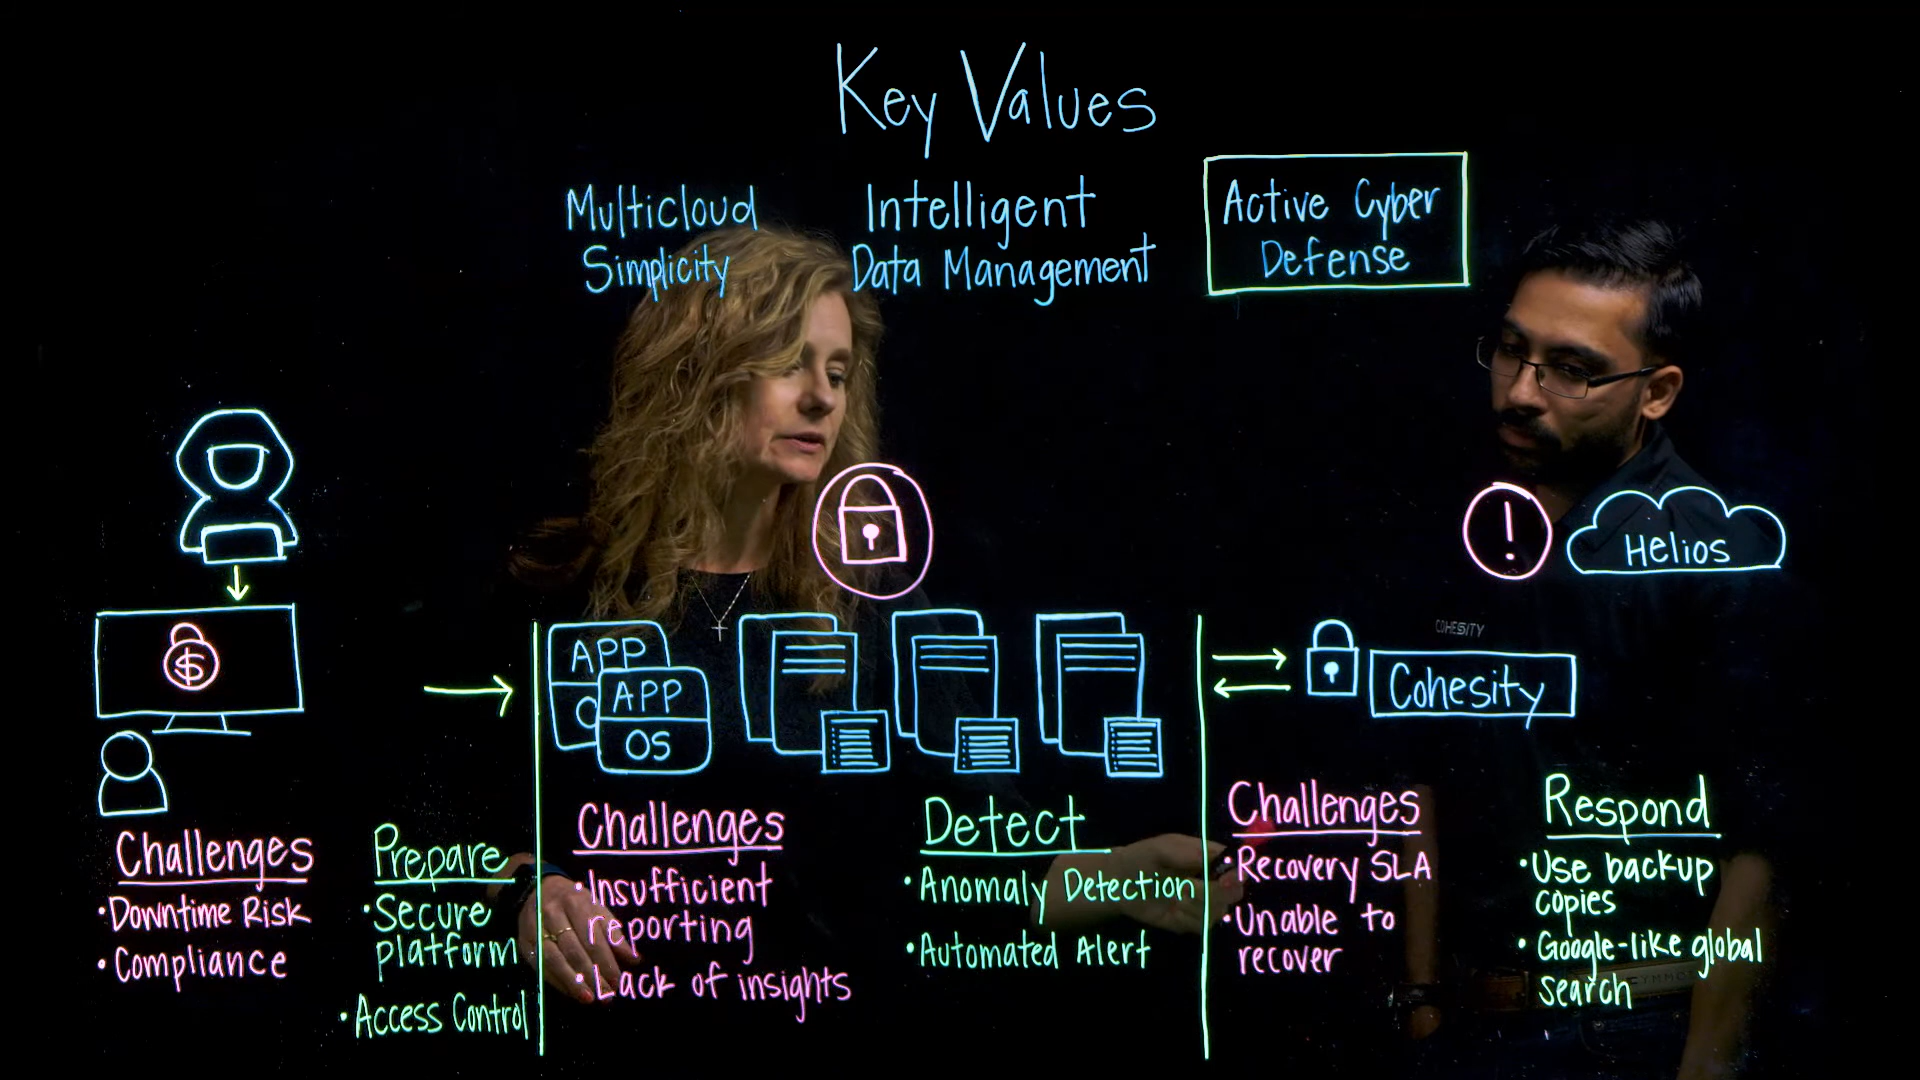 Key Values
Multicloud
Simplicity
Intelligent
Data Management
Active Cyber
Defense
$
!
Helios
APP
APP
OS
COHESITY
Cohesity
Challenges
• Downtime Risk
• Compliance
Prepare
• Secure
platform
• Access Control
Challenges
• Insufficient
reporting
• Lack of insights
Detect
• Anomaly Detection
• Automated Alert
Challenges
• Recovery SLA
• Unable to
recover
Respond
• Use backup
copies
• Google-like global
search